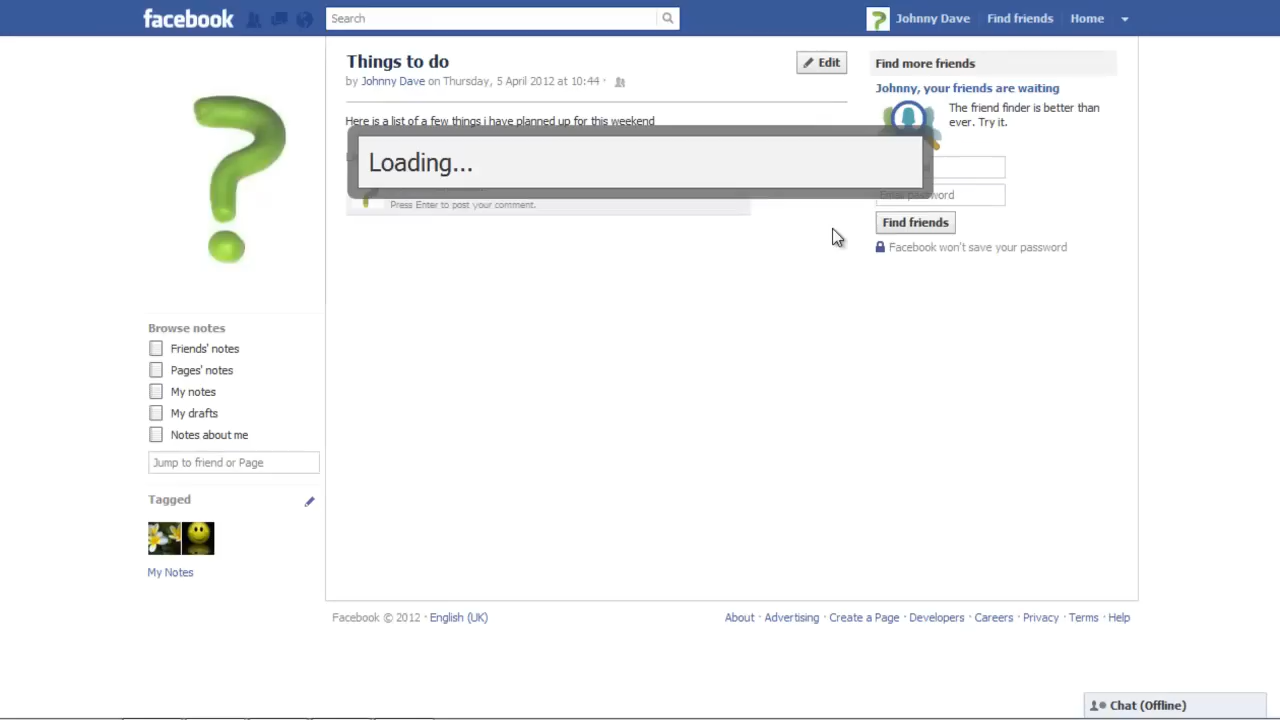 facebook
Search
Johnny Dave
Find friends
Home
Things to do
Edit
by Johnny Dave on Thursday, 5 April 2012 at 10:44 ·
Here is a list of a few things i have planned up for this weekend
Loading...
Press Enter to post your comment.
Find more friends
Johnny, your friends are waiting
The friend finder is better than
ever. Try it.
Find friends
Facebook won't save your password
Browse notes
Friends' notes
Pages' notes
My notes
My drafts
Notes about me
Jump to friend or Page
Tagged
My Notes
Facebook © 2012 · English (UK)
About · Advertising · Create a Page · Developers · Careers · Privacy · Terms · Help
Chat (Offline)